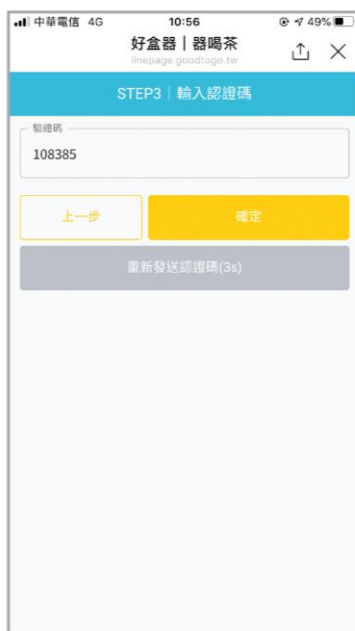 中華電信 4G 10:56 49%
好盒器｜器喝茶
linepage.goodtogo.tw
STEP3｜輸入認證碼
驗證碼
108385
上一步 確定
重新發送認證碼(3s)